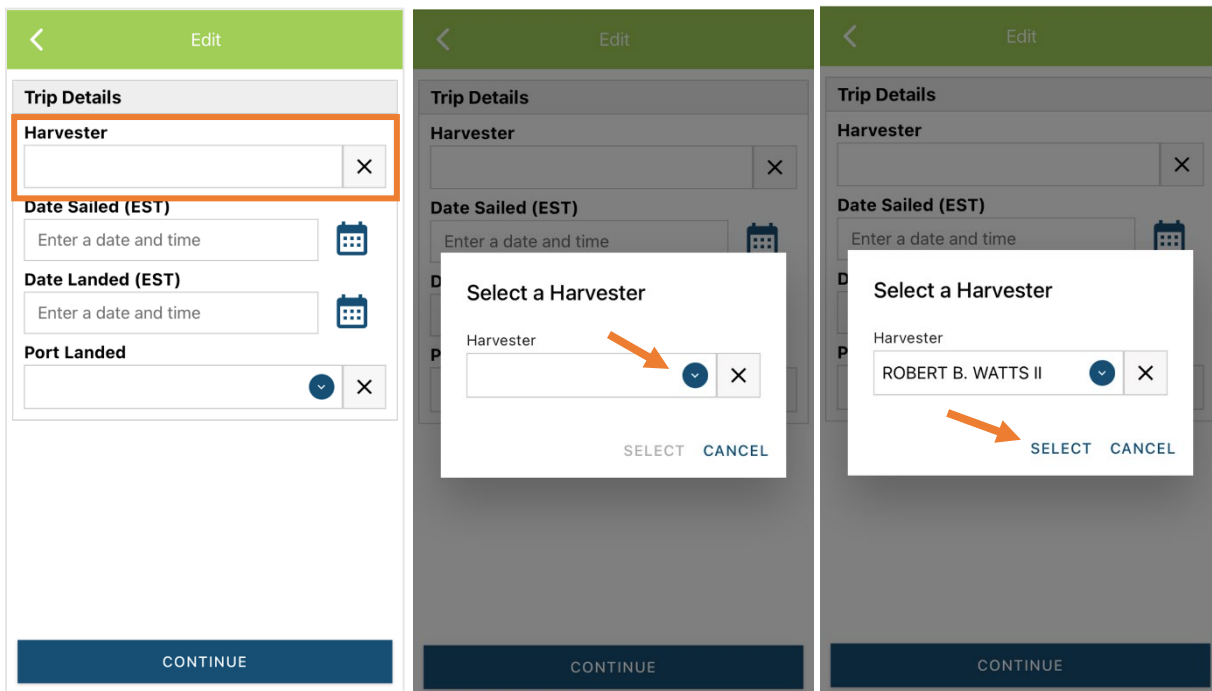 Edit
Trip Details
Harvester
Date Sailed (EST)
Enter a date and time
Date Landed (EST)
Enter a date and time
Port Landed
CONTINUE
Edit
Trip Details
Harvester
Date Sailed (EST)
Enter a date and time
D
P
Select a Harvester
Harvester
SELECT CANCEL
CONTINUE
Edit
Trip Details
Harvester
Date Sailed (EST)
Enter a date and time
D
P
Select a Harvester
Harvester
ROBERT B. WATTS II
SELECT CANCEL
CONTINUE